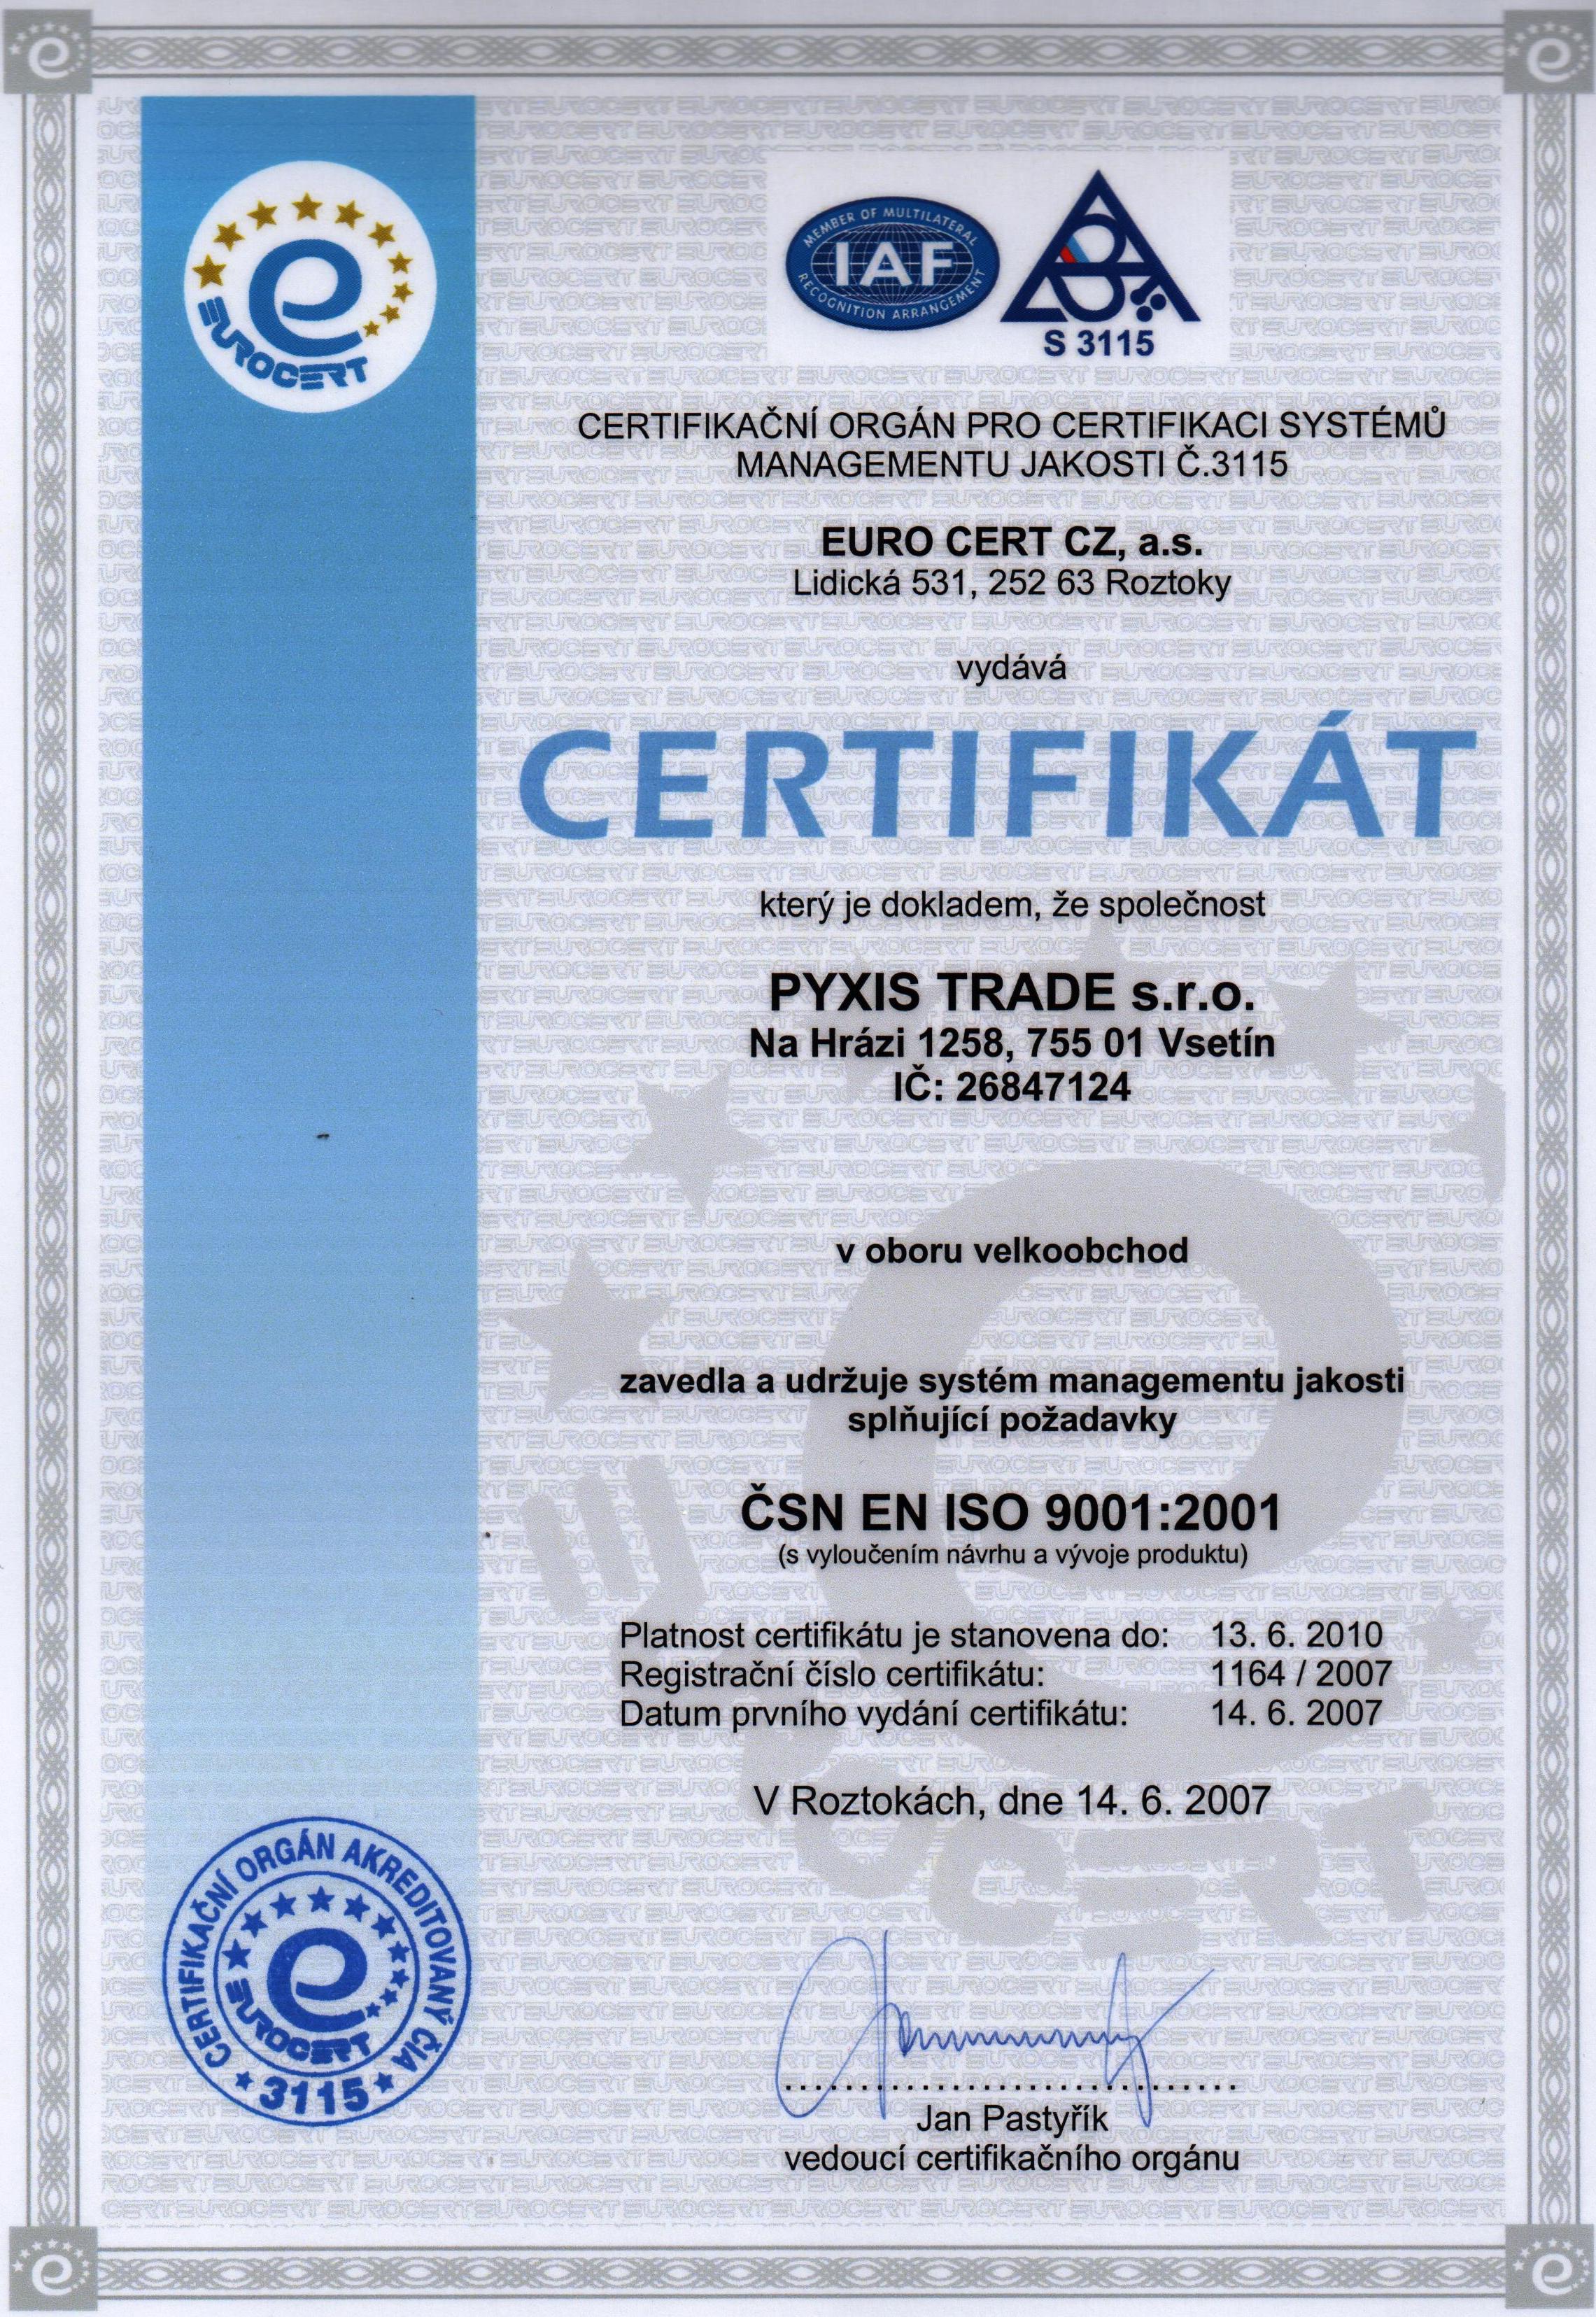 EUROCERT
MEMBER OF MULTILATERAL
IAF
RECOGNITION ARRANGEMENT
S 3115
CERTIFIKAČNÍ ORGÁN PRO CERTIFIKACI SYSTÉMŮ
MANAGEMENTU JAKOSTI Č.3115
EURO CERT CZ, a.s.
Lidická 531, 252 63 Roztoky
vydává
CERTIFIKÁT
který je dokladem, že společnost
PYXIS TRADE s.r.o.
Na Hrázi 1258, 755 01 Vsetín
IČ: 26847124
v oboru velkoobchod
zavedla a udržuje systém managementu jakosti
splňující požadavky
ČSN EN ISO 9001:2001
(s vyloučením návrhu a vývoje produktu)
Platnost certifikátu je stanovena do: 13. 6. 2010
Registrační číslo certifikátu: 1164 / 2007
Datum prvního vydání certifikátu: 14. 6. 2007
V Roztokách, dne 14. 6. 2007
CERTIFIKAČNÍ ORGÁN AKREDITOVANÝ ČIA
EUROCERT
3115
Jan Pastyřík
vedoucí certifikačního orgánu